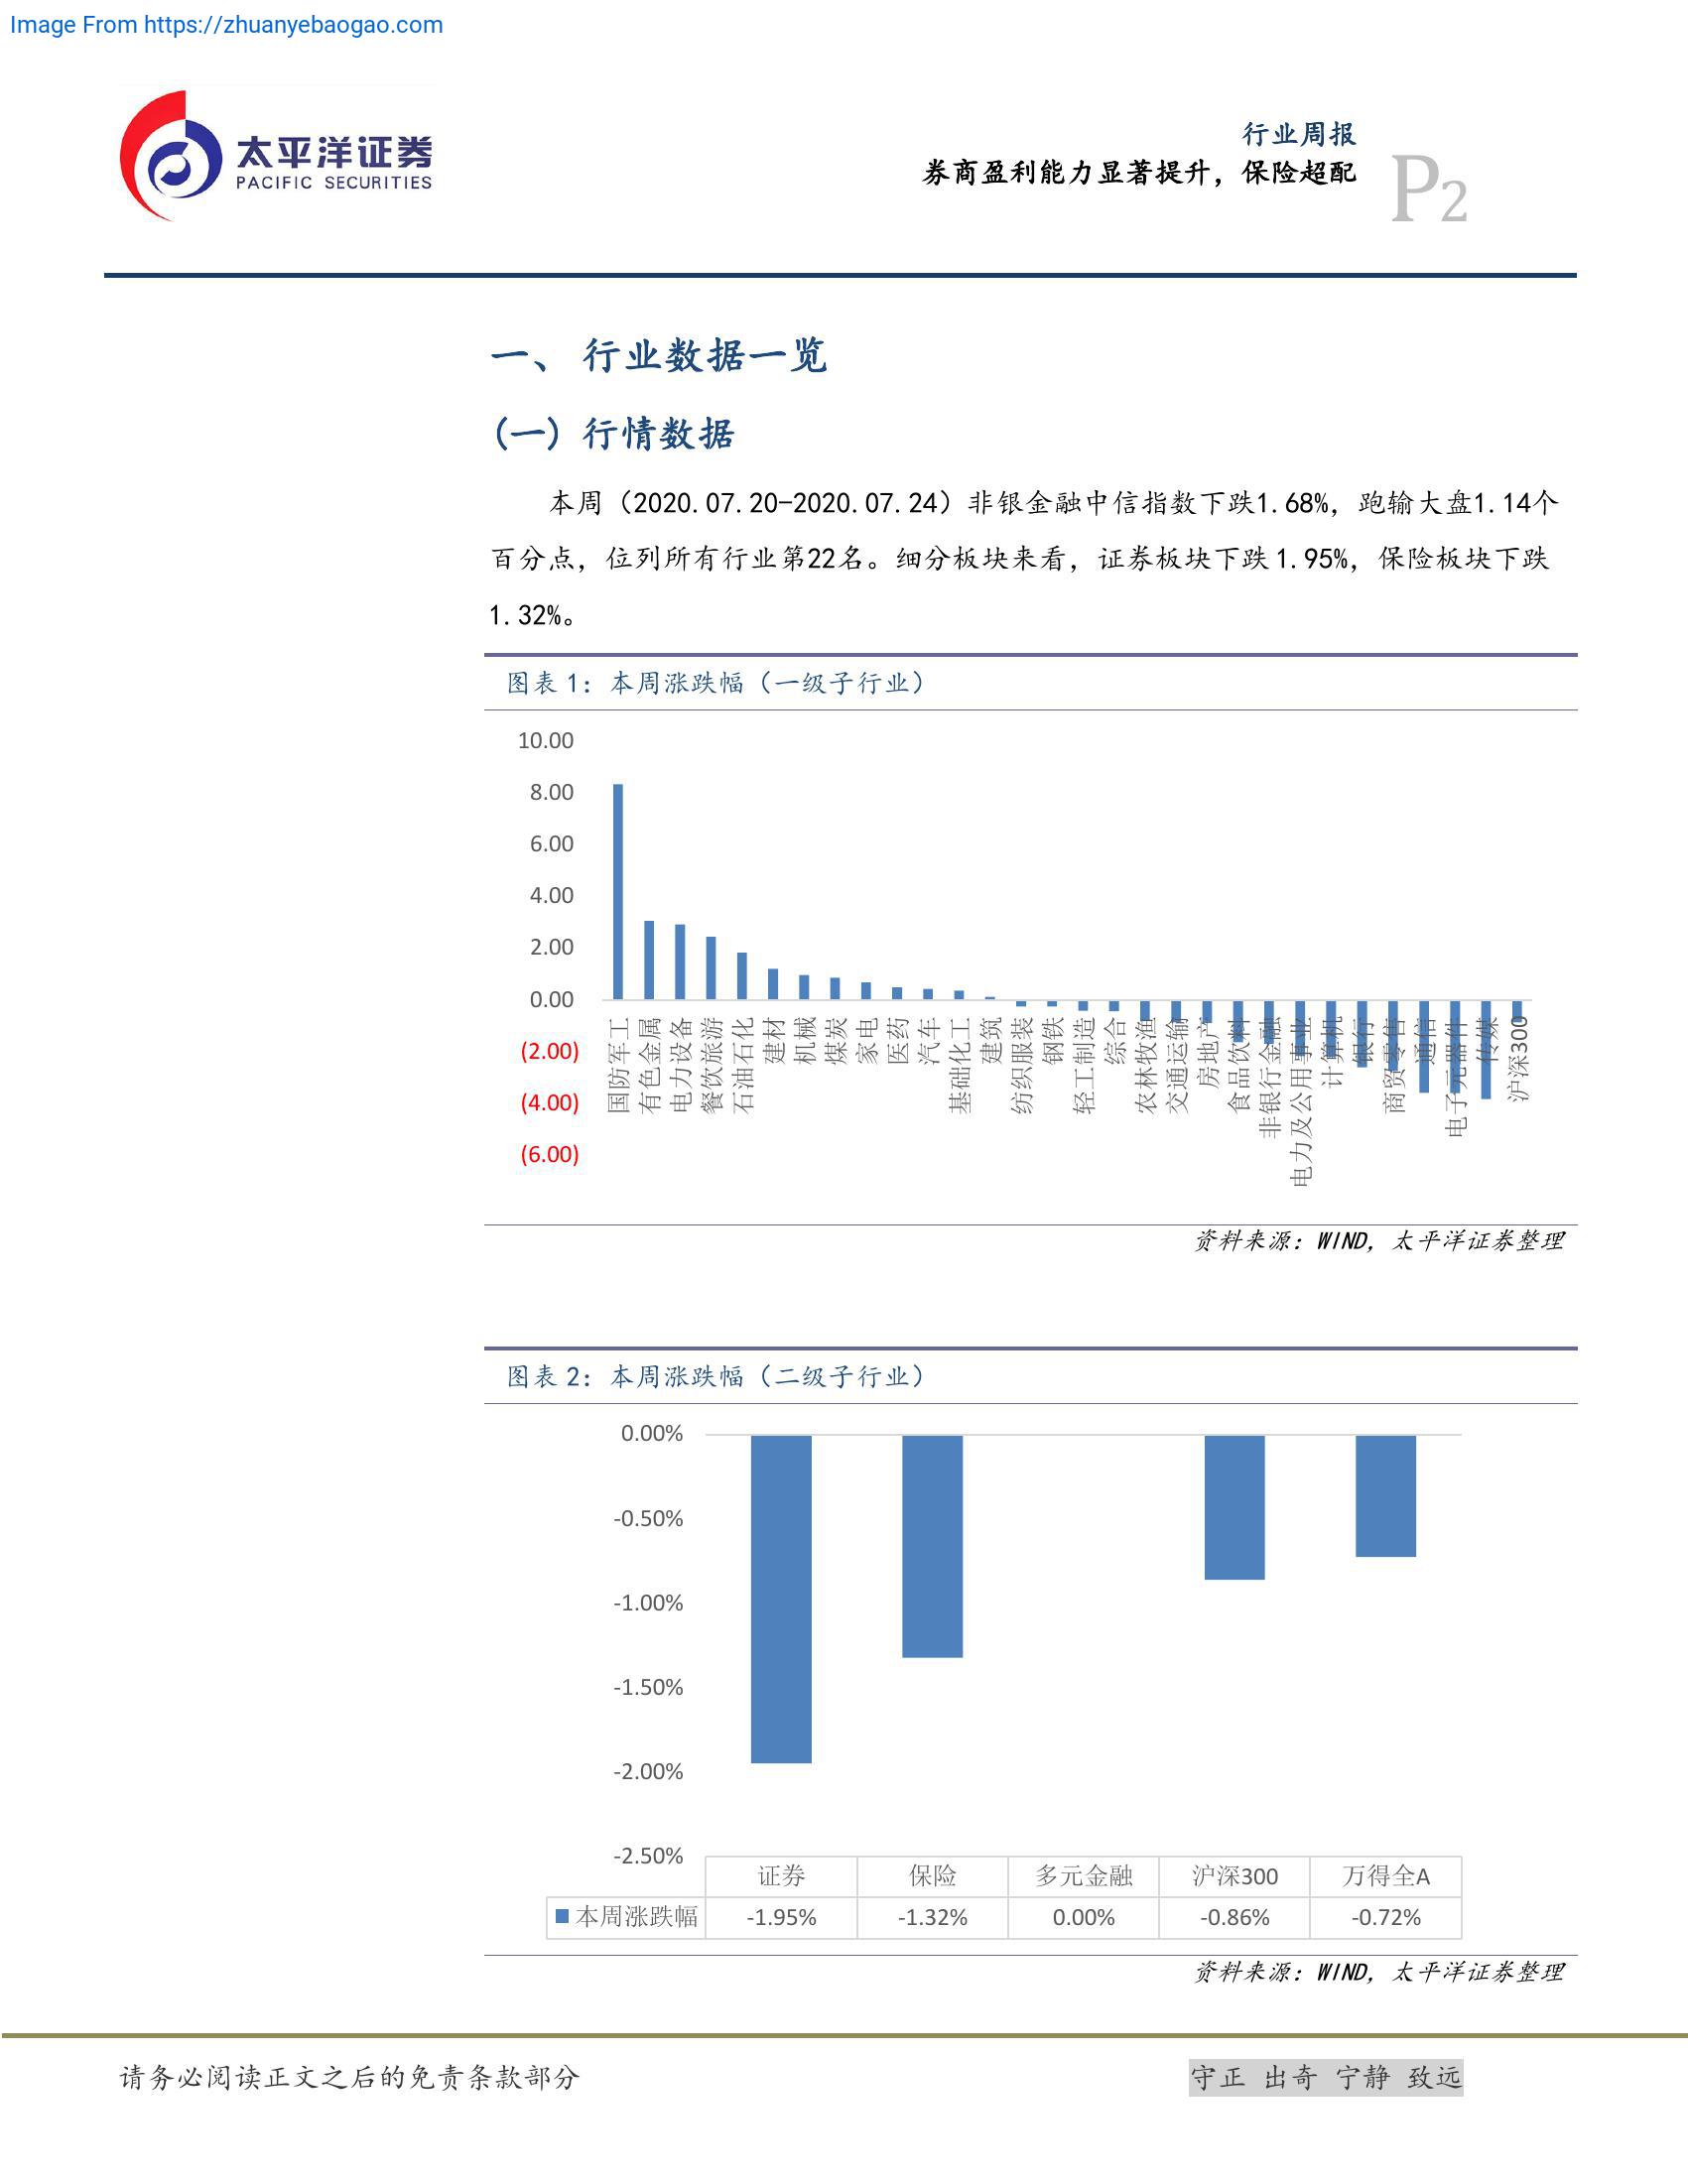 Image From https://zhuanyebaogao.com
太平洋证券
PACIFIC SECURITIES
行业周报
券商盈利能力显著提升，保险超配
P2
一、 行业数据一览
(一) 行情数据
本周（2020.07.20-2020.07.24）非银金融中信指数下跌1.68%，跑输大盘1.14个
百分点，位列所有行业第22名。细分板块来看，证券板块下跌1.95%，保险板块下跌
1.32%。
图表 1：本周涨跌幅（一级子行业）
10.00
8.00
6.00
4.00
2.00
0.00
(2.00)
(4.00)
(6.00)
国防军工
有色金属
电力设备
餐饮旅游
石油石化
建材
机械
煤炭
家电
医药
汽车
基础化工
建筑
纺织服装
钢铁
轻工制造
综合
农林牧渔
交通运输
房地产
食品饮料
非银行金融
电力及公用事业
计算机
银行
商贸零售
通信
电子元器件
传媒
沪深300
资料来源：WIND，太平洋证券整理
图表 2：本周涨跌幅（二级子行业）
0.00%
-0.50%
-1.00%
-1.50%
-2.00%
-2.50%
证券 保险 多元金融 沪深300 万得全A
本周涨跌幅 -1.95% -1.32% 0.00% -0.86% -0.72%
资料来源：WIND，太平洋证券整理
请务必阅读正文之后的免责条款部分
守正 出奇 宁静 致远